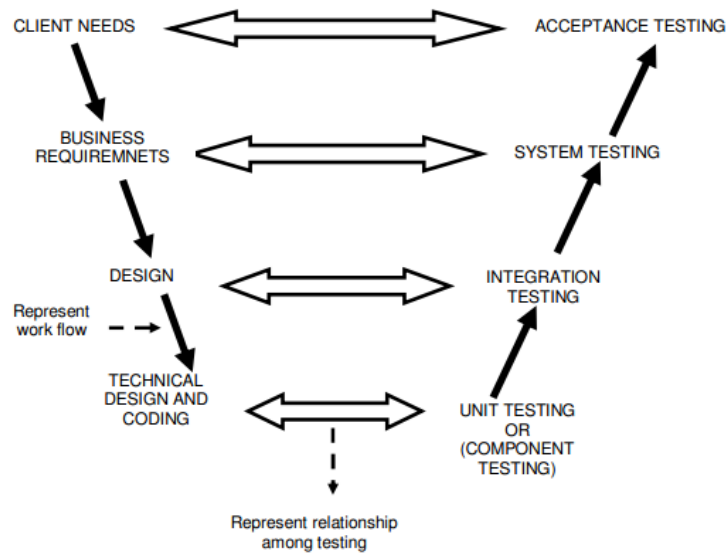 CLIENT NEEDS
ACCEPTANCE TESTING
BUSINESS
REQUIREMNETS
SYSTEM TESTING
DESIGN
INTEGRATION
TESTING
Represent
work flow
TECHNICAL
DESIGN AND
CODING
UNIT TESTING
OR
(COMPONENT
TESTING)
Represent relationship
among testing